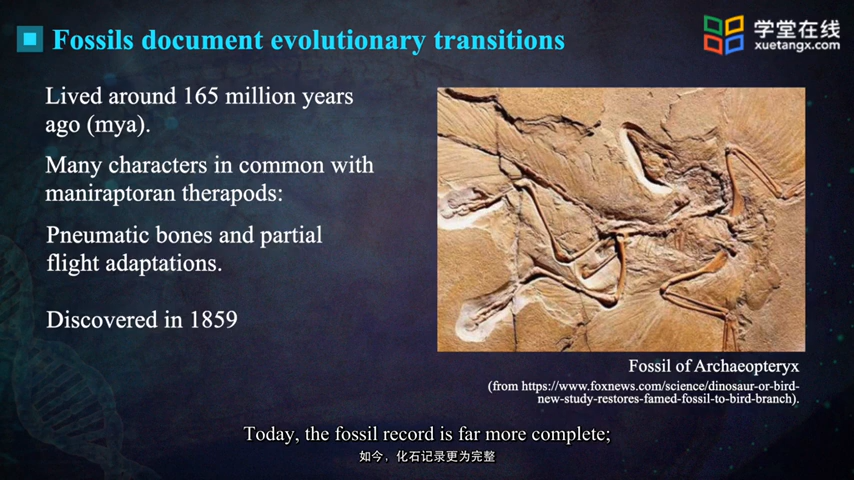 Fossils document evolutionary transitions
学堂在线
xuetangx.com
Lived around 165 million years
ago (mya).
Many characters in common with
maniraptoran therapods:
Pneumatic bones and partial
flight adaptations.
Discovered in 1859
Fossil of Archaeopteryx
(from https://www.foxnews.com/science/dinosaur-or-bird-
new-study-restores-famed-fossil-to-bird-branch).
Today, the fossil record is far more complete;
如今，化石记录更为完整